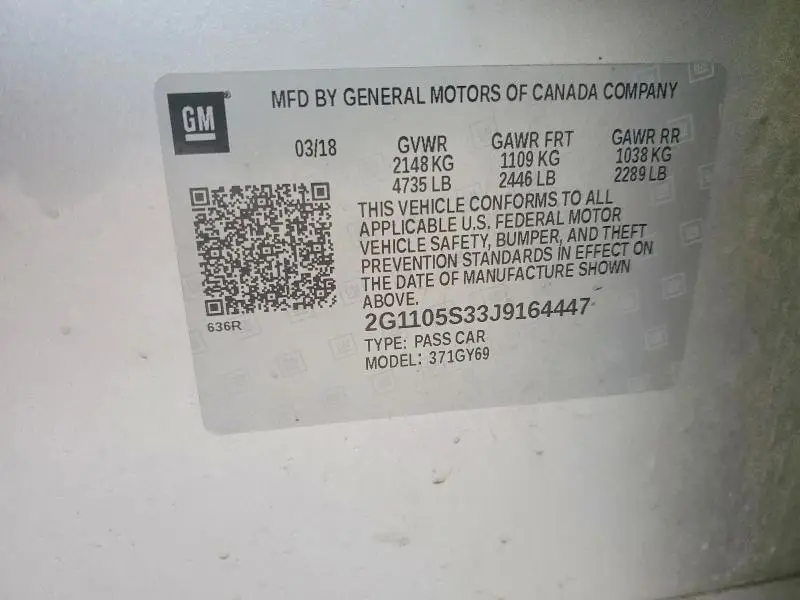 GM®
MFD BY GENERAL MOTORS OF CANADA COMPANY
03/18 GVWR GAWR FRT GAWR RR
2148 KG 1109 KG 1038 KG
4735 LB 2446 LB 2289 LB
THIS VEHICLE CONFORMS TO ALL
APPLICABLE U.S. FEDERAL MOTOR
VEHICLE SAFETY, BUMPER, AND THEFT
PREVENTION STANDARDS IN EFFECT ON
THE DATE OF MANUFACTURE SHOWN
ABOVE.
636R
2G1105S33J9164447
TYPE: PASS CAR
MODEL: 371GY69